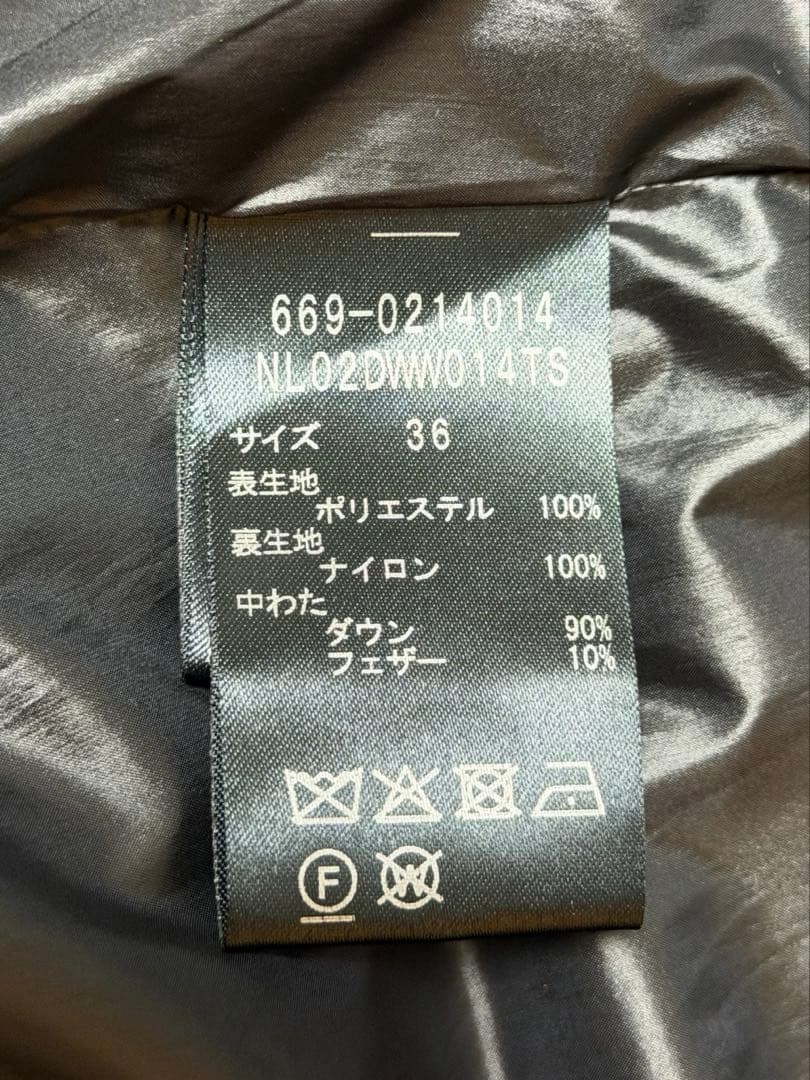 669-0214014
NL02DWW014TS
サイズ 36
表生地
ポリエステル 100%
裏生地
ナイロン 100%
中わた
ダウン 90%
フェザー 10%
F
W